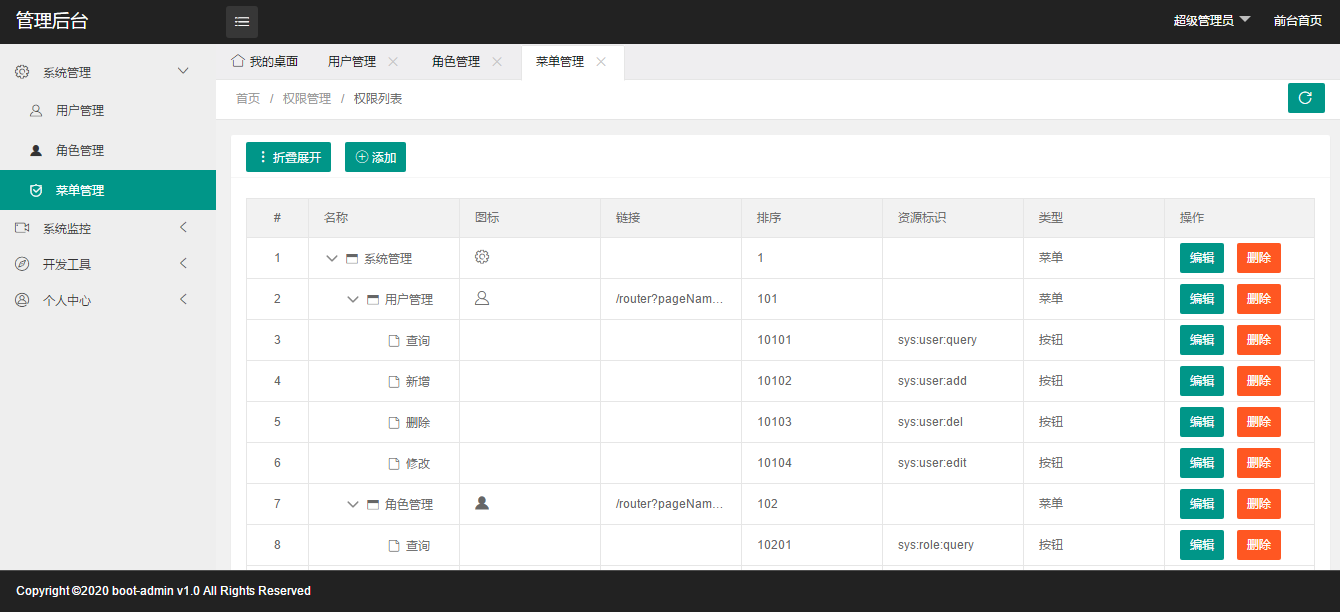 管理后台
超级管理员 前台首页
系统管理
用户管理
角色管理
菜单管理
系统监控
开发工具
个人中心
我的桌面 用户管理 角色管理 菜单管理
首页 / 权限管理 / 权限列表
折叠展开 添加
# 名称 图标 链接 排序 资源标识 类型 操作
1 系统管理 1 菜单 编辑 删除
2 用户管理 /router?pageNam... 101 菜单 编辑 删除
3 查询 10101 sys:user:query 按钮 编辑 删除
4 新增 10102 sys:user:add 按钮 编辑 删除
5 删除 10103 sys:user:del 按钮 编辑 删除
6 修改 10104 sys:user:edit 按钮 编辑 删除
7 角色管理 /router?pageNam... 102 菜单 编辑 删除
8 查询 10201 sys:role:query 按钮 编辑 删除
Copyright ©2020 boot-admin v1.0 All Rights Reserved